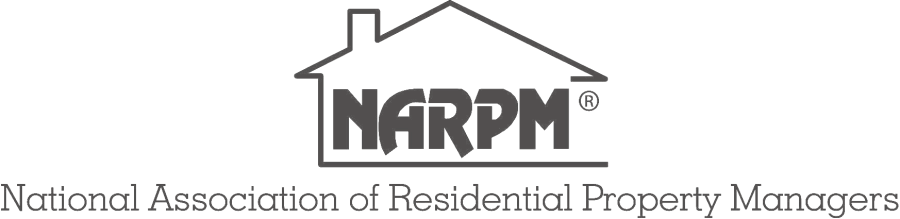 NARPM®
National Association of Residential Property Managers